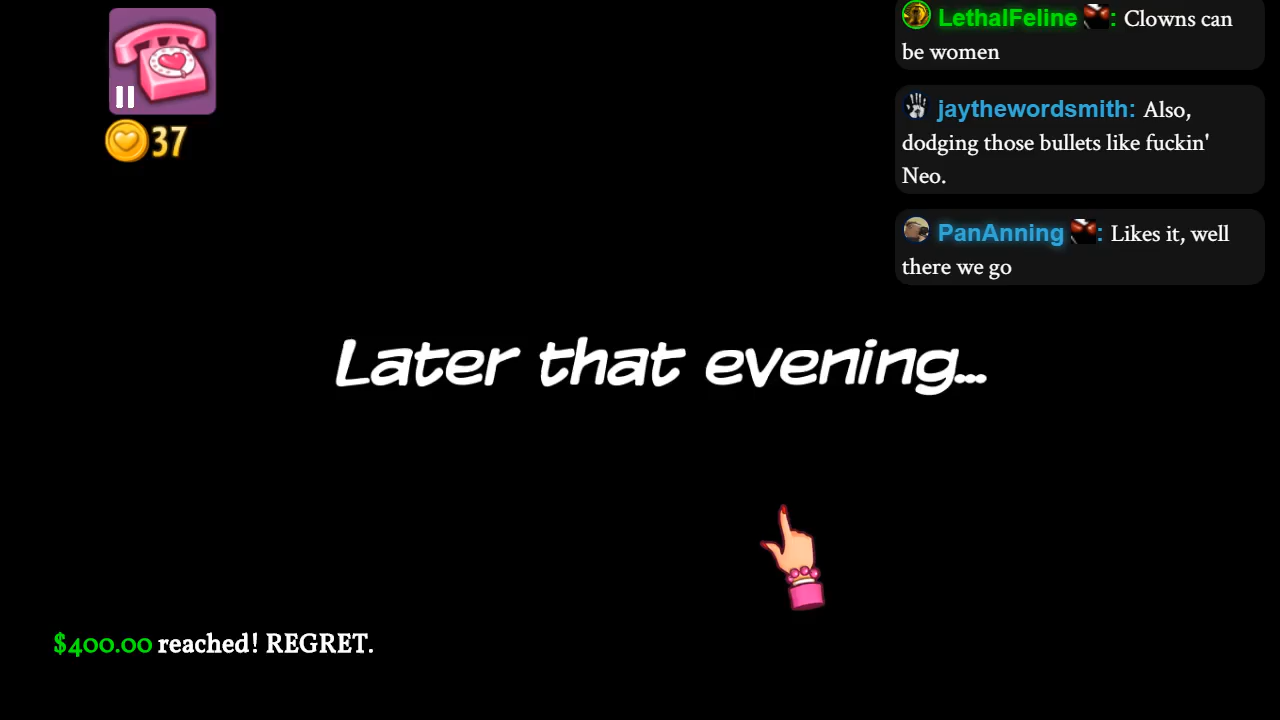 LethalFeline : Clowns can
be women
jaythewordsmith: Also,
dodging those bullets like fuckin'
Neo.
PanAnning : Likes it, well
there we go
37
Later that evening...
$400.00 reached! REGRET.